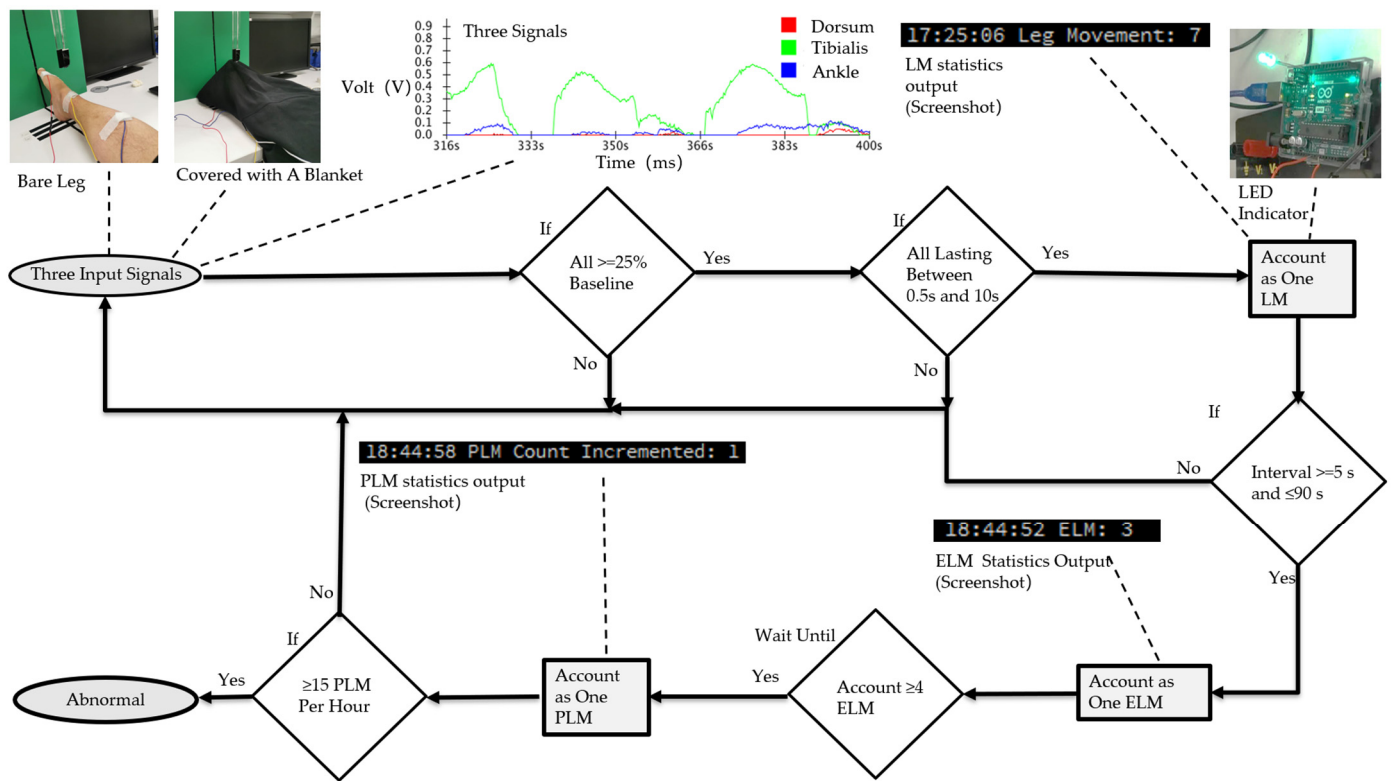 Three Signals
Dorsum
Tibialis
Ankle
0.9
0.8
0.7
0.6
0.5
0.4
0.3
0.2
0.1
0.0
Volt (V)
316s 333s 350s 366s 383s 400s
Time (ms)
17:25:06 Leg Movement: 7
LM statistics
output
(Screenshot)
Bare Leg
Covered with A Blanket
LED
Indicator
Three Input Signals
If
All >=25%
Baseline
Yes
No
If
All Lasting
Between
0.5s and 10s
Yes
No
Account
as One
LM
If
Interval >=5 s
and ≤90 s
No
Yes
18:44:58 PLM Count Incremented: 1
PLM statistics output
(Screenshot)
18:44:52 ELM: 3
ELM Statistics Output
(Screenshot)
Account as
One ELM
Wait Until
Account ≥4
ELM
Yes
Account
as One
PLM
If
≥15 PLM
Per Hour
No
Yes
Abnormal